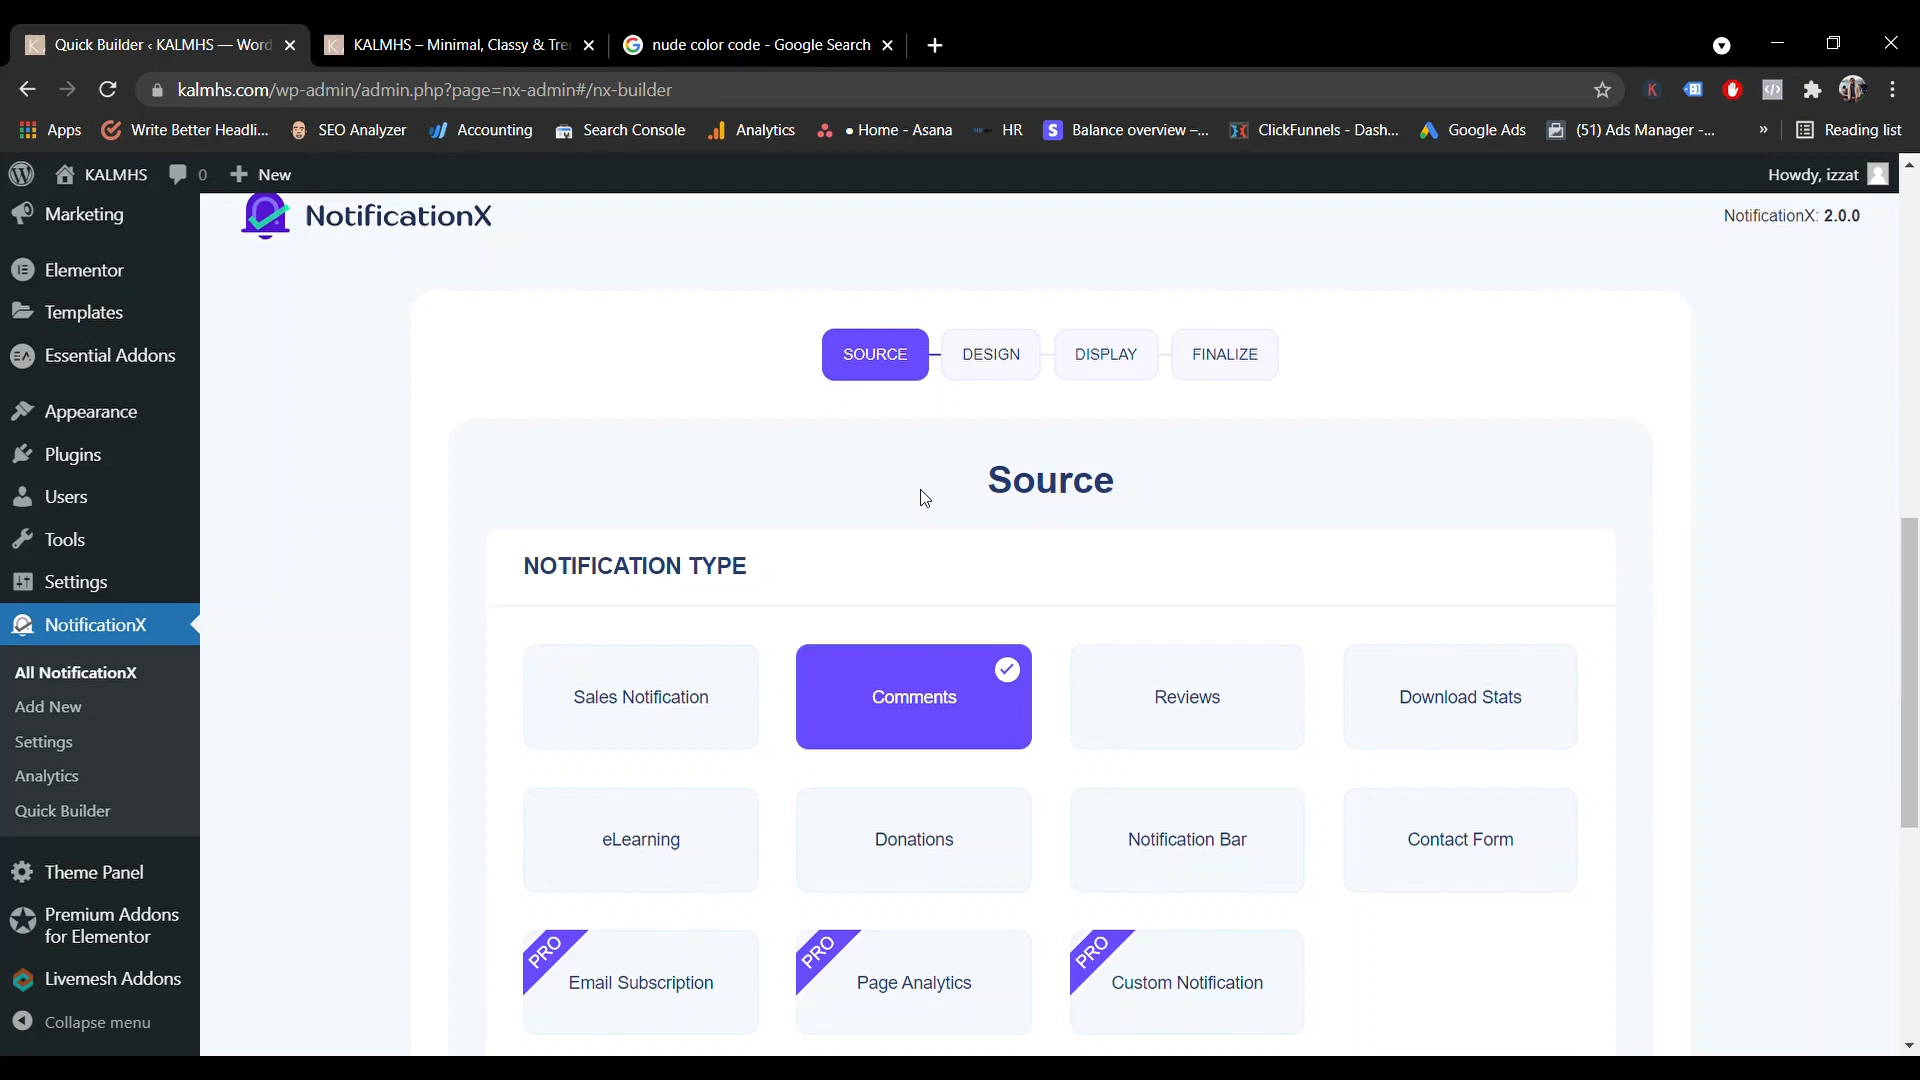 Quick Builder ‹ KALMHS — Word
KALMHS – Minimal, Classy & Tre
nude color code - Google Search
kalmhs.com/wp-admin/admin.php?page=nx-admin#/nx-builder
Apps
Write Better Headli...
SEO Analyzer
Accounting
Search Console
Analytics
● Home - Asana
HR
Balance overview –...
ClickFunnels - Dash...
Google Ads
(51) Ads Manager -...
»
Reading list
KALMHS
0
New
Howdy, izzat
Marketing
Elementor
Templates
Essential Addons
Appearance
Plugins
Users
Tools
Settings
NotificationX
All NotificationX
Add New
Settings
Analytics
Quick Builder
Theme Panel
Premium Addons
for Elementor
Livemesh Addons
Collapse menu
NotificationX
NotificationX: 2.0.0
SOURCE
DESIGN
DISPLAY
FINALIZE
Source
NOTIFICATION TYPE
Sales Notification
Comments
Reviews
Download Stats
eLearning
Donations
Notification Bar
Contact Form
PRO
Email Subscription
PRO
Page Analytics
PRO
Custom Notification